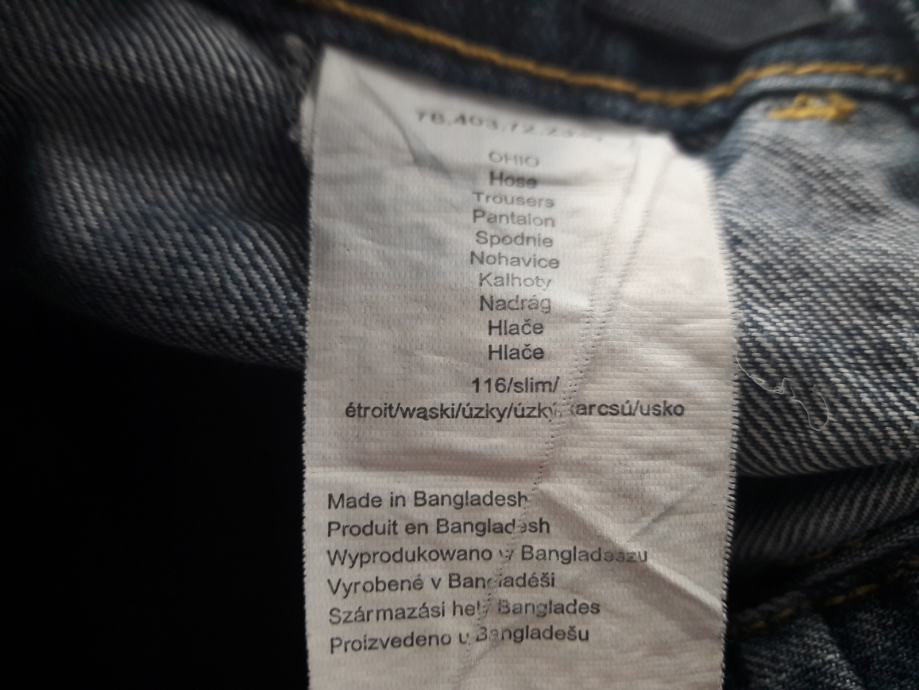 OHIO
Hose
Trousers
Pantalon
Spodnie
Nohavice
Kalhoty
Nadrág
Hlače
Hlače
116/slim/
étroit/wąski/úzky/úzký/karcsú/usko
Made in Bangladesh
Produit en Bangladesh
Wyprodukowano w Bangladeszu
Vyrobené v Bangladéši
Származási hely Banglades
Proizvedeno u Bangladešu